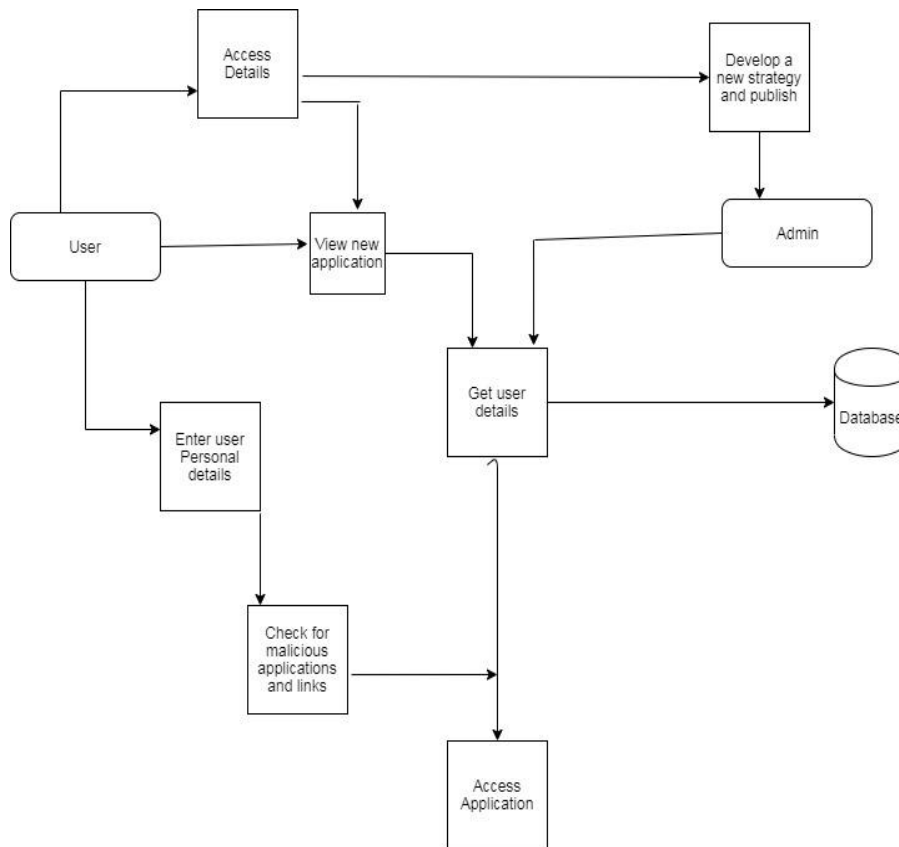 Access
Details
Develop a
new strategy
and publish
User
View new
application
Admin
Get user
details
Database
Enter user
Personal
details
Check for
malicious
applications
and links
Access
Application